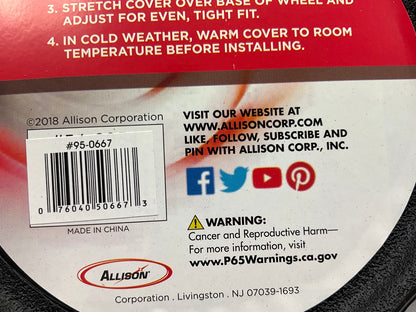 3. STRETCH COVER OVER BASE OF WHEEL AND
ADJUST FOR EVEN, TIGHT FIT.
4. IN COLD WEATHER, WARM COVER TO ROOM
TEMPERATURE BEFORE INSTALLING.
©2018 Allison Corporation
#95-0667
0 76040 50667 3
MADE IN CHINA
VISIT OUR WEBSITE AT
WWW.ALLISONCORP.COM
LIKE, FOLLOW, SUBSCRIBE AND
PIN WITH ALLISON CORP., INC.
WARNING:
Cancer and Reproductive Harm—
For more information, visit
www.P65Warnings.ca.gov
ALLISON
Corporation . Livingston . NJ 07039-1693